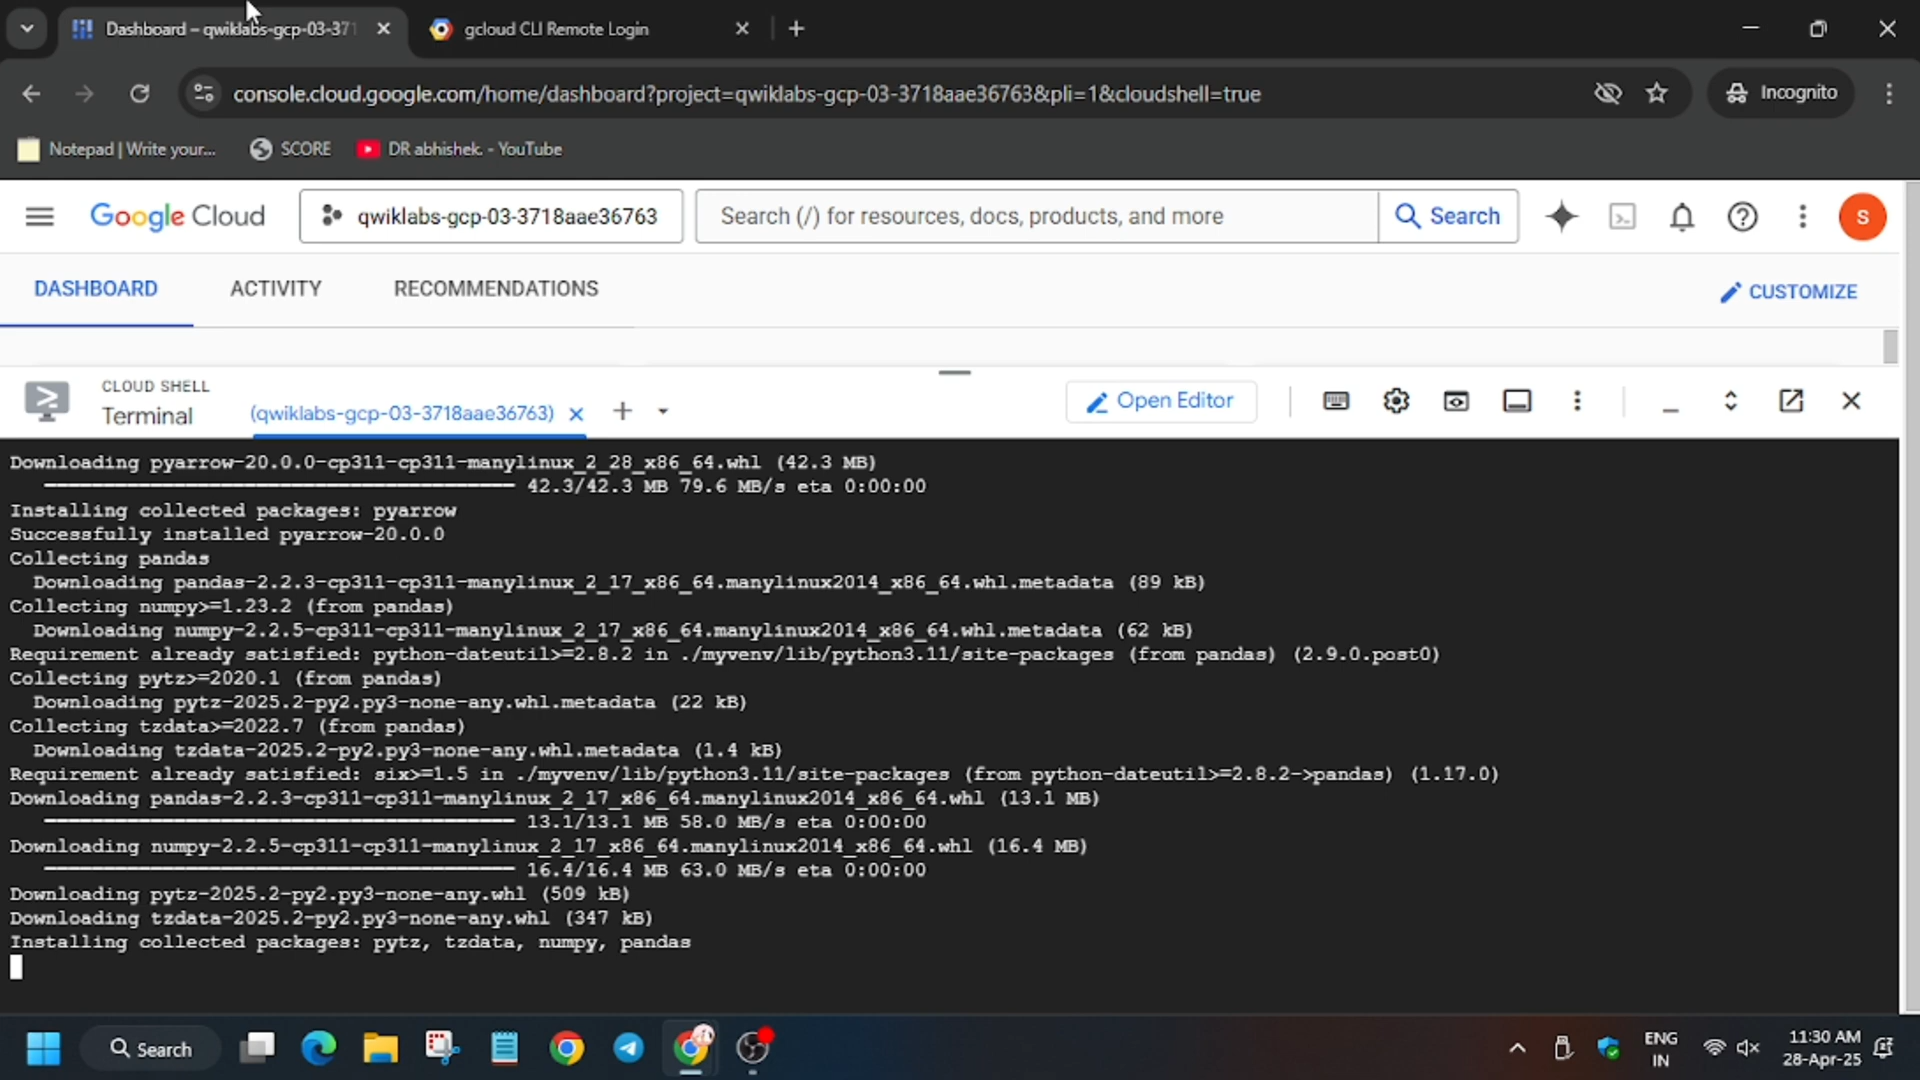 Dashboard – qwiklabs-gcp-03-371
gcloud CLI Remote Login
console.cloud.google.com/home/dashboard?project=qwiklabs-gcp-03-3718aae36763&pli=1&cloudshell=true
Incognito
Notepad | Write your...
SCORE
DR abhishek. - YouTube
Google Cloud
qwiklabs-gcp-03-3718aae36763
Search (/) for resources, docs, products, and more
Search
S
DASHBOARD
ACTIVITY
RECOMMENDATIONS
CUSTOMIZE
CLOUD SHELL
Terminal
(qwiklabs-gcp-03-3718aae36763)
Open Editor
Downloading pyarrow-20.0.0-cp311-cp311-manylinux_2_28_x86_64.whl (42.3 MB)
42.3/42.3 MB 79.6 MB/s eta 0:00:00
Installing collected packages: pyarrow
Successfully installed pyarrow-20.0.0
Collecting pandas
Downloading pandas-2.2.3-cp311-cp311-manylinux_2_17_x86_64.manylinux2014_x86_64.whl.metadata (89 kB)
Collecting numpy>=1.23.2 (from pandas)
Downloading numpy-2.2.5-cp311-cp311-manylinux_2_17_x86_64.manylinux2014_x86_64.whl.metadata (62 kB)
Requirement already satisfied: python-dateutil>=2.8.2 in ./myvenv/lib/python3.11/site-packages (from pandas) (2.9.0.post0)
Collecting pytz>=2020.1 (from pandas)
Downloading pytz-2025.2-py2.py3-none-any.whl.metadata (22 kB)
Collecting tzdata>=2022.7 (from pandas)
Downloading tzdata-2025.2-py2.py3-none-any.whl.metadata (1.4 kB)
Requirement already satisfied: six>=1.5 in ./myvenv/lib/python3.11/site-packages (from python-dateutil>=2.8.2->pandas) (1.17.0)
Downloading pandas-2.2.3-cp311-cp311-manylinux_2_17_x86_64.manylinux2014_x86_64.whl (13.1 MB)
13.1/13.1 MB 58.0 MB/s eta 0:00:00
Downloading numpy-2.2.5-cp311-cp311-manylinux_2_17_x86_64.manylinux2014_x86_64.whl (16.4 MB)
16.4/16.4 MB 63.0 MB/s eta 0:00:00
Downloading pytz-2025.2-py2.py3-none-any.whl (509 kB)
Downloading tzdata-2025.2-py2.py3-none-any.whl (347 kB)
Installing collected packages: pytz, tzdata, numpy, pandas
Search
ENG
IN
11:30 AM
28-Apr-25